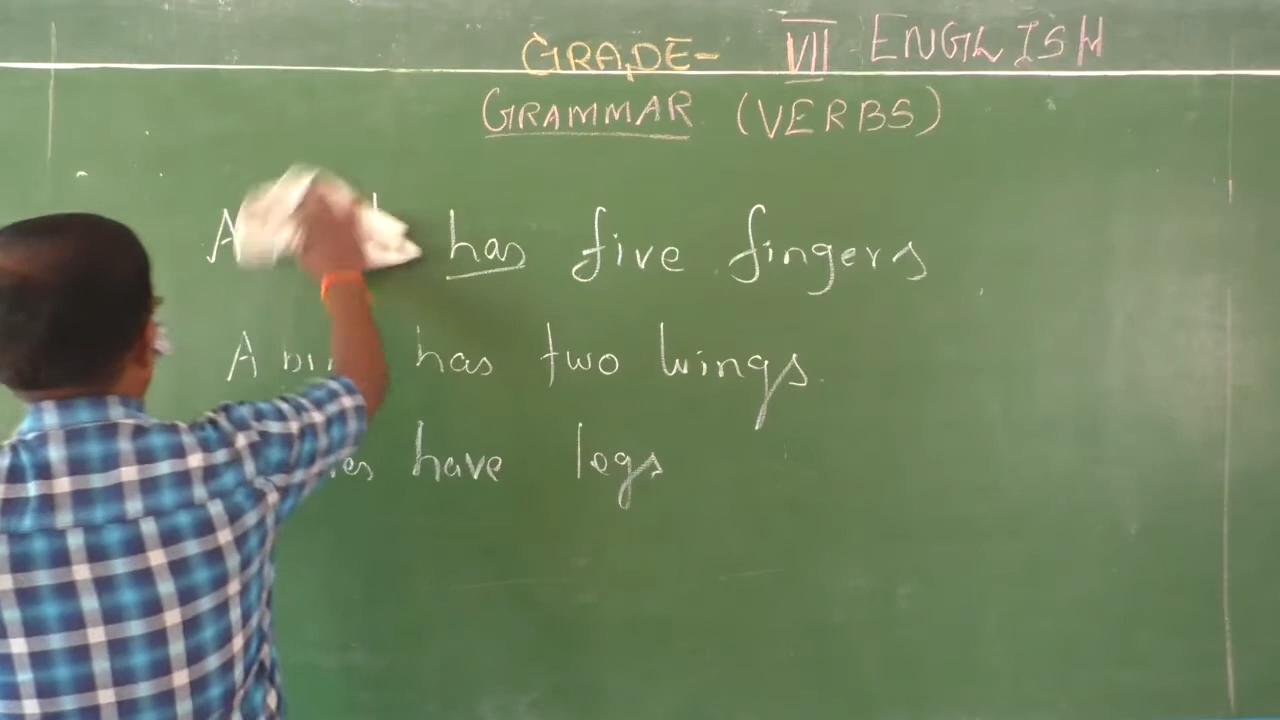 GRADE- VII ENGLISH
GRAMMAR (VERBS)
A has five fingers
A has two wings.
have legs